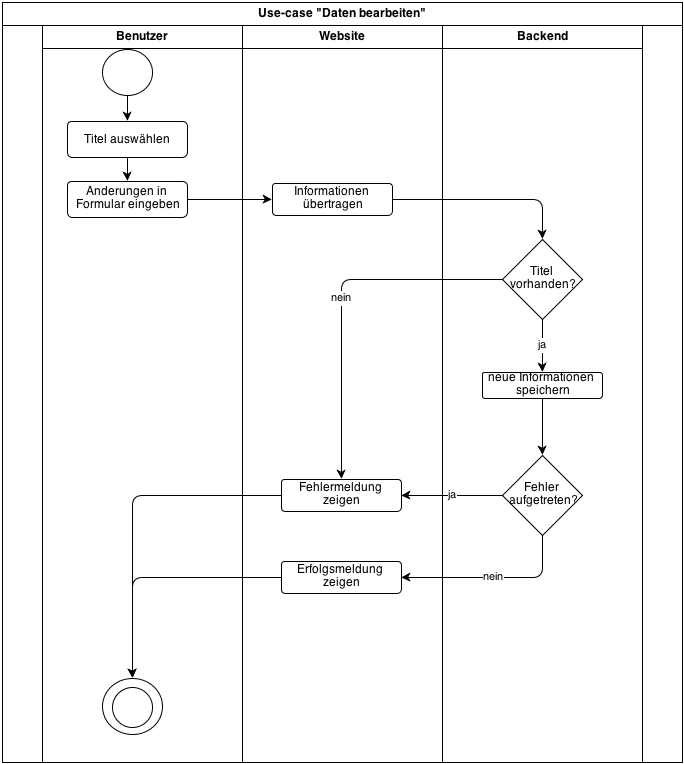 Use-case "Daten bearbeiten"
Benutzer
Website
Backend
Titel auswählen
Änderungen in
Formular eingeben
Informationen
übertragen
Titel
vorhanden?
nein
ja
neue Informationen
speichern
Fehlermeldung
zeigen
ja
Fehler
aufgetreten?
Erfolgsmeldung
zeigen
nein